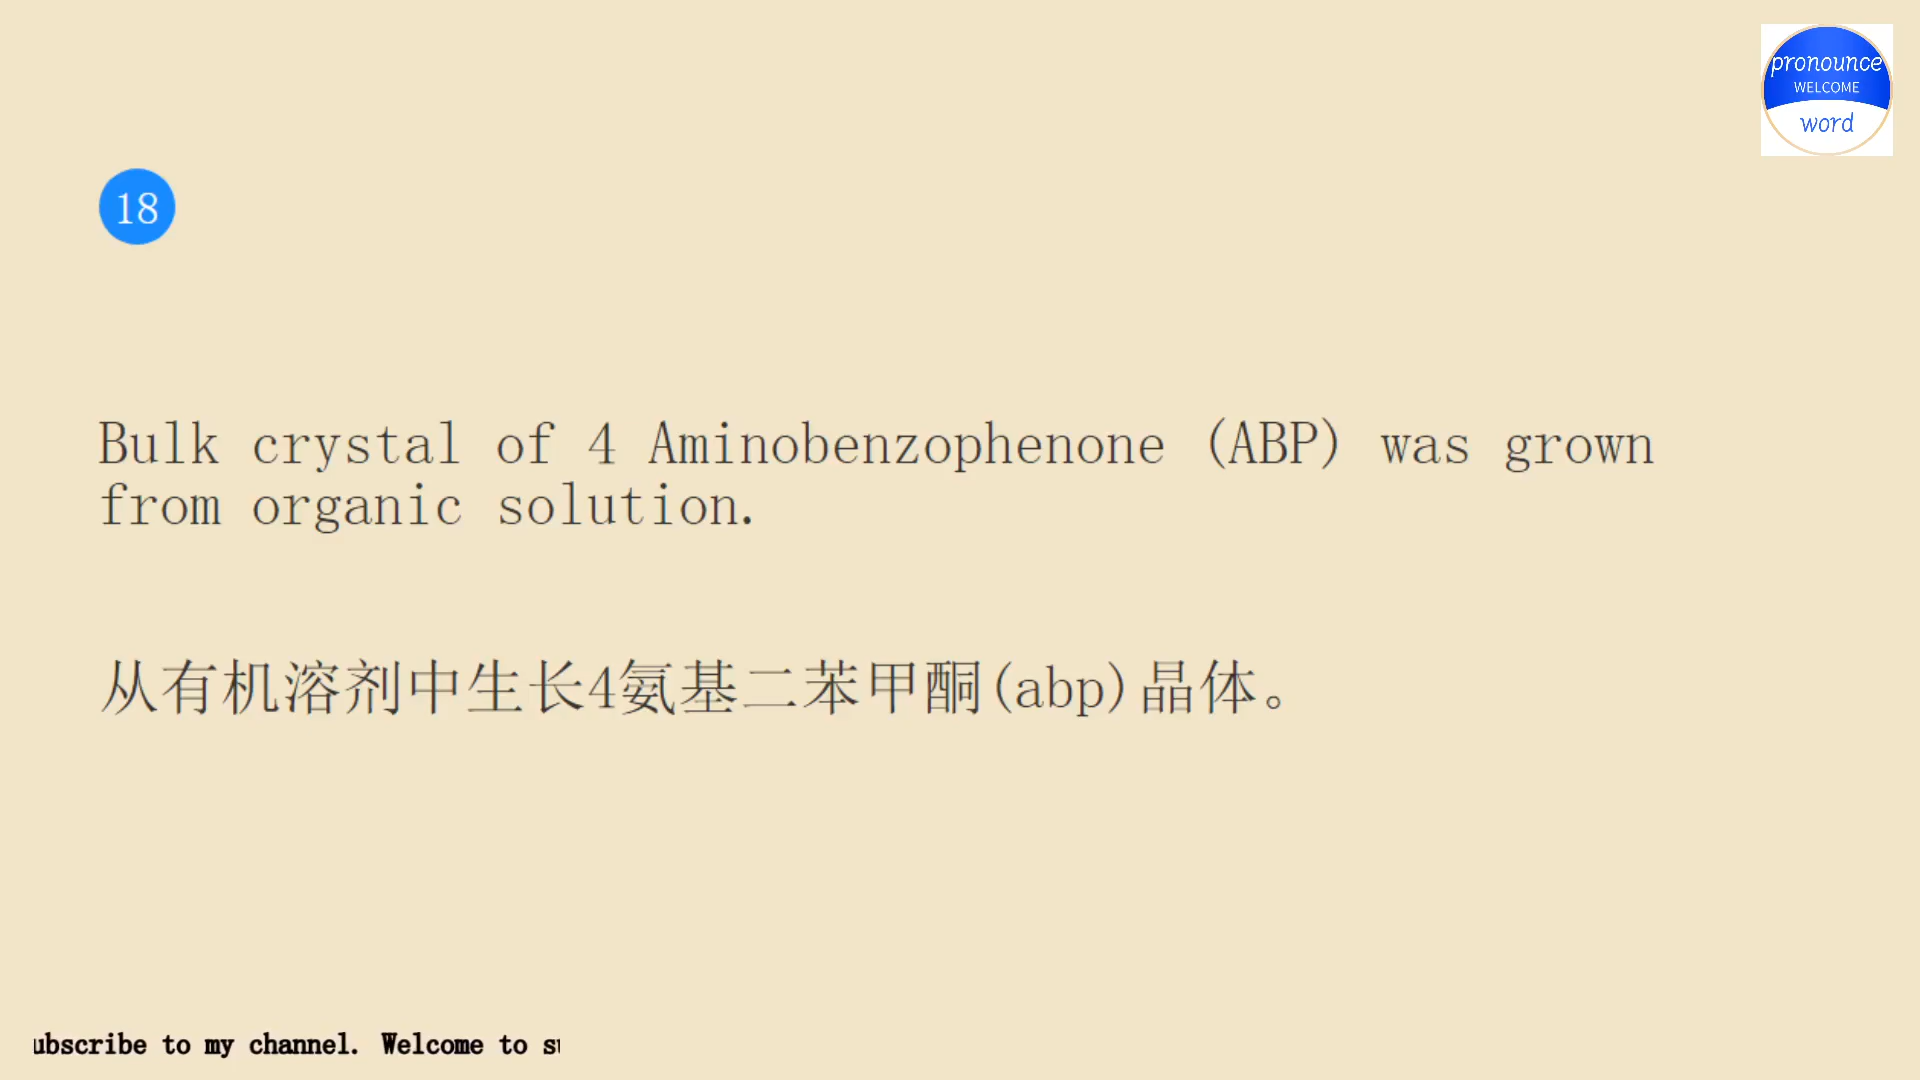 pronounce
WELCOME
word
18
Bulk crystal of 4 Aminobenzophenone (ABP) was grown
from organic solution.
从有机溶剂中生长4氨基二苯甲酮(abp)晶体。
ubscribe to my channel. Welcome to su